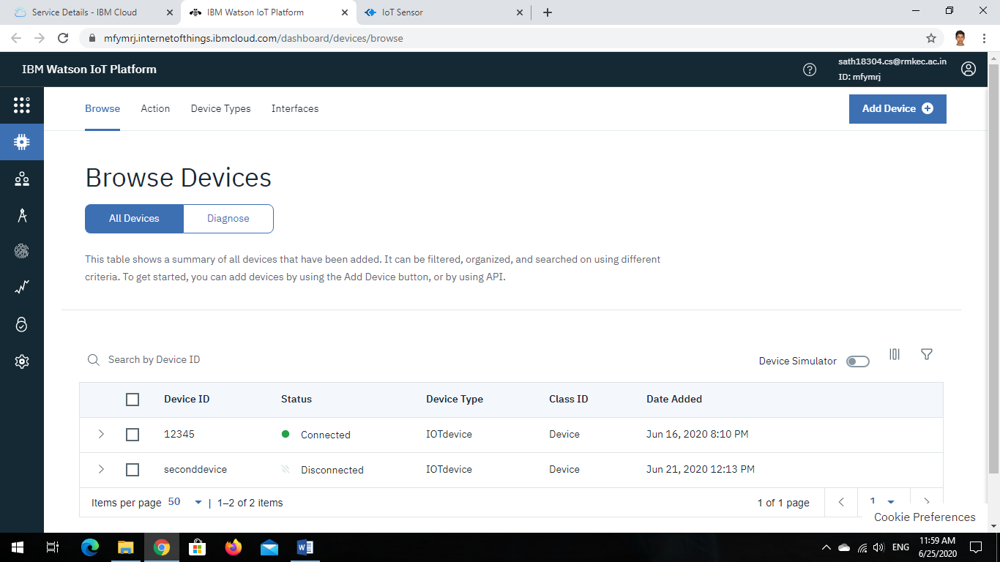 Service Details - IBM Cloud
IBM Watson IoT Platform
IoT Sensor
mfymrj.internetofthings.ibmcloud.com/dashboard/devices/browse
IBM Watson IoT Platform
sath18304.cs@rmkec.ac.in
ID: mfymrj
Browse Action Device Types Interfaces
Add Device
Browse Devices
All Devices Diagnose
This table shows a summary of all devices that have been added. It can be filtered, organized, and searched on using different
criteria. To get started, you can add devices by using the Add Device button, or by using API.
Search by Device ID
Device Simulator
Device ID Status Device Type Class ID Date Added
12345 Connected IOTdevice Device Jun 16, 2020 8:10 PM
seconddevice Disconnected IOTdevice Device Jun 21, 2020 12:13 PM
Items per page 50 | 1–2 of 2 items 1 of 1 page 1
Cookie Preferences
ENG
11:59 AM
6/25/2020